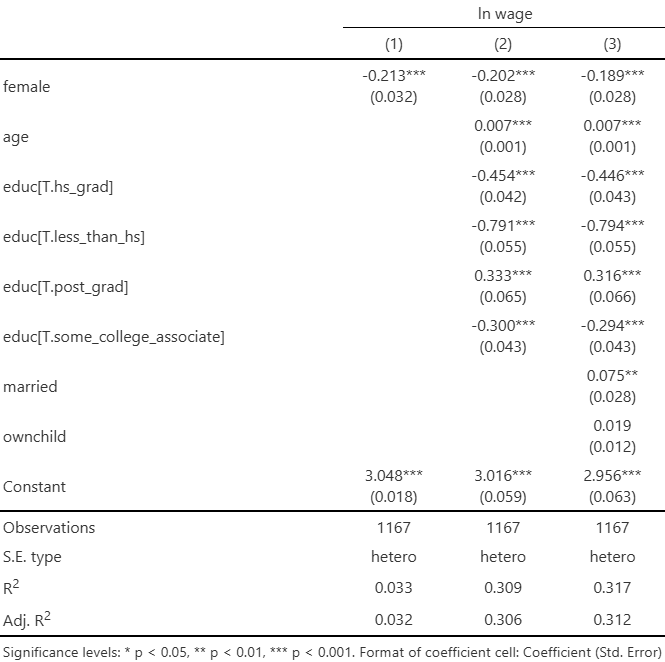 ln wage
(1) (2) (3)
female -0.213*** -0.202*** -0.189***
(0.032) (0.028) (0.028)
age 0.007*** 0.007***
(0.001) (0.001)
educ[T.hs_grad] -0.454*** -0.446***
(0.042) (0.043)
educ[T.less_than_hs] -0.791*** -0.794***
(0.055) (0.055)
educ[T.post_grad] 0.333*** 0.316***
(0.065) (0.066)
educ[T.some_college_associate] -0.300*** -0.294***
(0.043) (0.043)
married 0.075**
(0.028)
ownchild 0.019
(0.012)
Constant 3.048*** 3.016*** 2.956***
(0.018) (0.059) (0.063)
Observations 1167 1167 1167
S.E. type hetero hetero hetero
R² 0.033 0.309 0.317
Adj. R² 0.032 0.306 0.312
Significance levels: * p < 0.05, ** p < 0.01, *** p < 0.001. Format of coefficient cell: Coefficient (Std. Error)